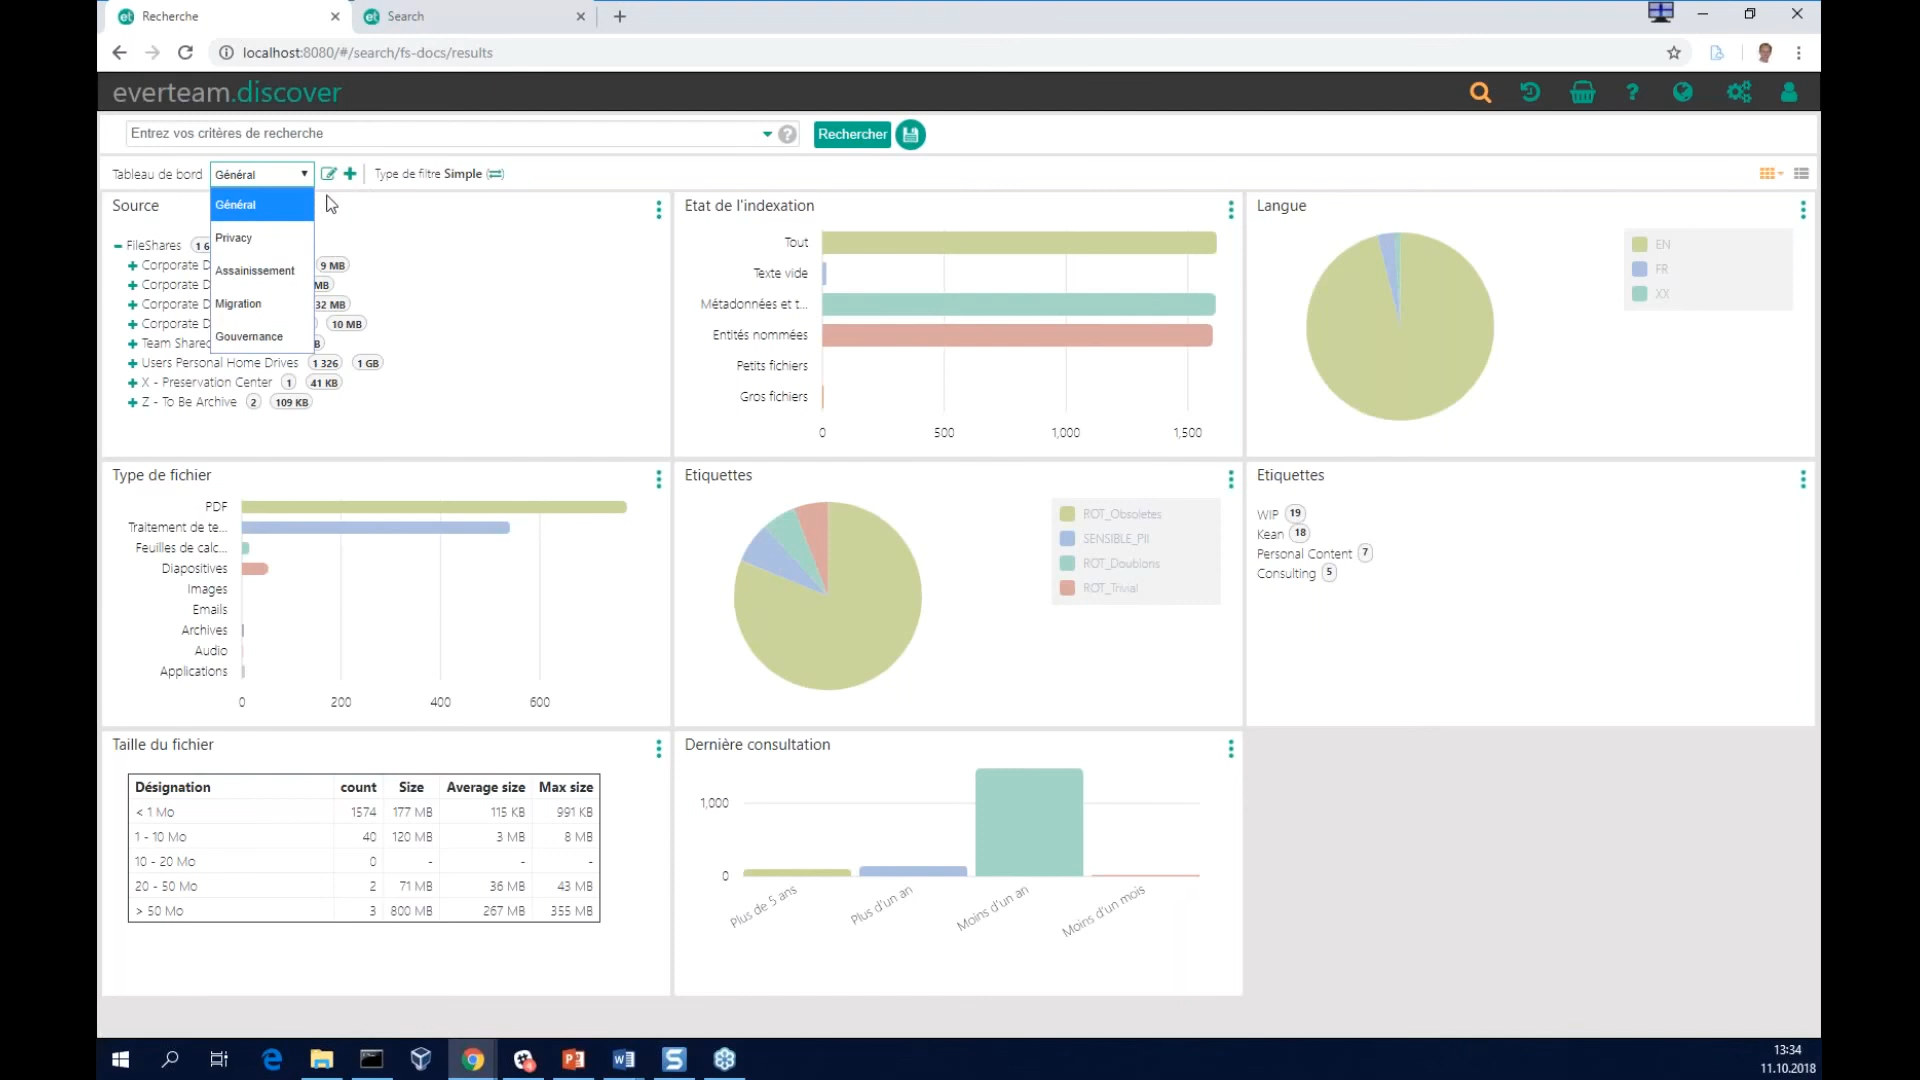 Recherche
Search
localhost:8080/#/search/fs-docs/results
everteam.discover
Entrez vos critères de recherche
Rechercher
Tableau de bord
Général
Type de filtre Simple
Général
Privacy
Assainissement
Migration
Gouvernance
Source
FileShares
Corporate D
9 MB
Corporate D
MB
Corporate D
32 MB
Corporate D
10 MB
Team Shared
Users Personal Home Drives 1 326 1 GB
X - Preservation Center 1 41 KB
Z - To Be Archive 2 109 KB
Etat de l'indexation
Tout
Texte vide
Métadonnées et t...
Entités nommées
Petits fichiers
Gros fichiers
0 500 1,000 1,500
Langue
EN
FR
XX
Type de fichier
PDF
Traitement de te...
Feuilles de calc...
Diapositives
Images
Emails
Archives
Audio
Applications
0 200 400 600
Etiquettes
ROT_Obsoletes
SENSIBLE_PII
ROT_Doublons
ROT_Trivial
Etiquettes
WIP 19
Kean 18
Personal Content 7
Consulting 5
Taille du fichier
Désignation count Size Average size Max size
< 1 Mo 1574 177 MB 115 KB 991 KB
1 - 10 Mo 40 120 MB 3 MB 8 MB
10 - 20 Mo 0 - - -
20 - 50 Mo 2 71 MB 36 MB 43 MB
> 50 Mo 3 800 MB 267 MB 355 MB
Dernière consultation
1,000
0
Plus de 5 ans
Plus d'un an
Moins d'un an
Moins d'un mois
13:34
11.10.2018